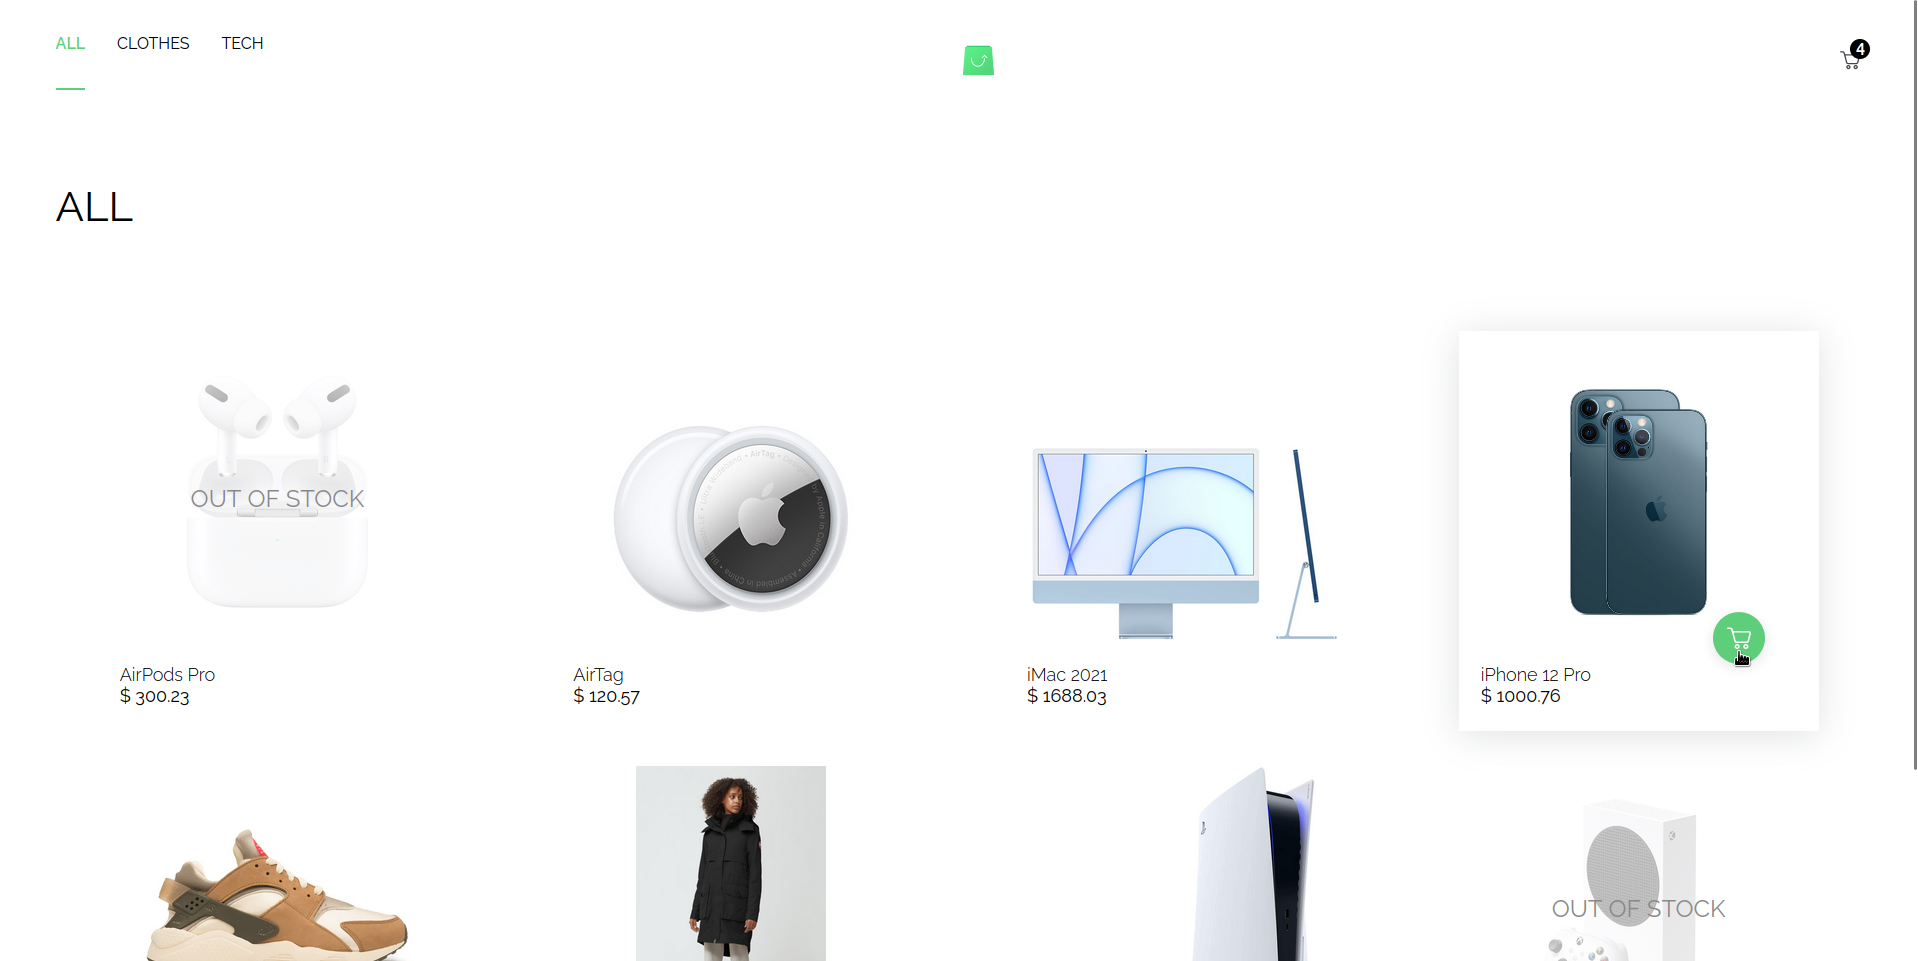 ALL CLOTHES TECH
4
ALL
OUT OF STOCK
AirTag
AirPods Pro
$ 300.23
AirTag
$ 120.57
iMac 2021
$ 1688.03
iPhone 12 Pro
$ 1000.76
OUT OF STOCK